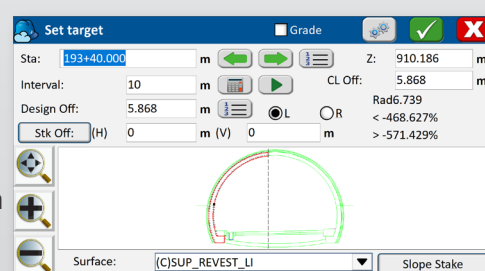 Set target Grade
Sta: 193+40.000 m Z: 910.186 m
Interval: 10 m CL Off: 5.868 m
Design Off: 5.868 m L R Rad6.739
< -468.627%
Stk Off: (H) 0 m (V) 0 m > -571.429%
Surface: (C)SUP_REVEST_LI Slope Stake